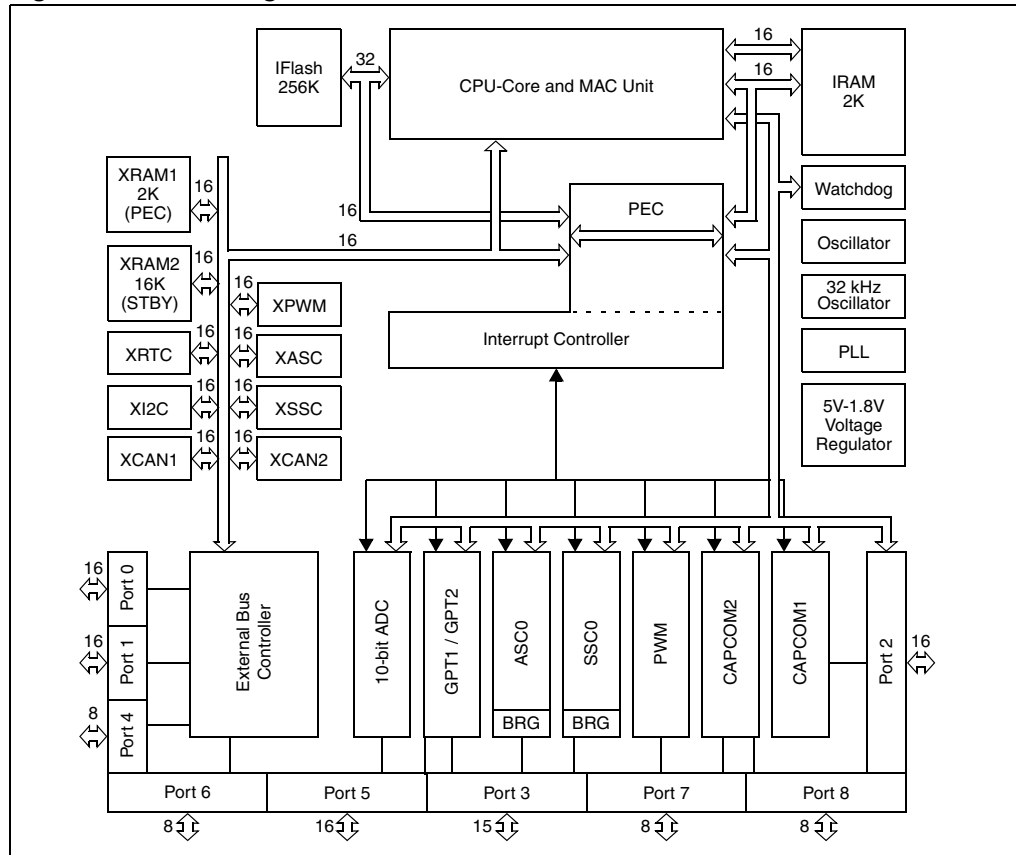 16
32
IFlash
256K
CPU-Core and MAC Unit
16
IRAM
2K
XRAM1
2K
(PEC)
16
16
PEC
Watchdog
16
Oscillator
XRAM2
16K
(STBY)
16
16
XPWM
32 kHz
Oscillator
XRTC
16
16
XASC
Interrupt Controller
PLL
XI2C
16
16
XSSC
5V-1.8V
Voltage
Regulator
XCAN1
16
16
XCAN2
16
Port 0
16
Port 1
8
Port 4
External Bus
Controller
10-bit ADC
GPT1 / GPT2
ASC0
BRG
SSC0
BRG
PWM
CAPCOM2
CAPCOM1
Port 2
16
Port 6
Port 5
Port 3
Port 7
Port 8
8
16
15
8
8